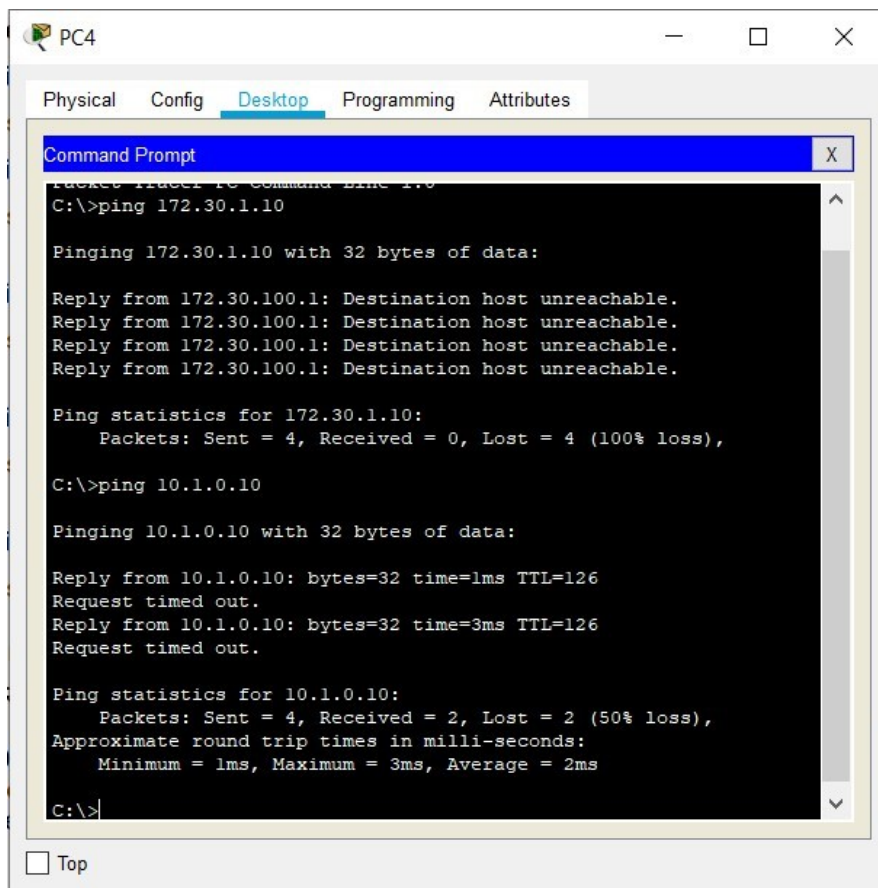 PC4
Physical Config Desktop Programming Attributes
Command Prompt
X
Packet Tracer PC Command Line 1.0
C:\>ping 172.30.1.10
Pinging 172.30.1.10 with 32 bytes of data:
Reply from 172.30.100.1: Destination host unreachable.
Reply from 172.30.100.1: Destination host unreachable.
Reply from 172.30.100.1: Destination host unreachable.
Reply from 172.30.100.1: Destination host unreachable.
Ping statistics for 172.30.1.10:
Packets: Sent = 4, Received = 0, Lost = 4 (100% loss),
C:\>ping 10.1.0.10
Pinging 10.1.0.10 with 32 bytes of data:
Reply from 10.1.0.10: bytes=32 time=1ms TTL=126
Request timed out.
Reply from 10.1.0.10: bytes=32 time=3ms TTL=126
Request timed out.
Ping statistics for 10.1.0.10:
Packets: Sent = 4, Received = 2, Lost = 2 (50% loss),
Approximate round trip times in milli-seconds:
Minimum = 1ms, Maximum = 3ms, Average = 2ms
C:\>
Top